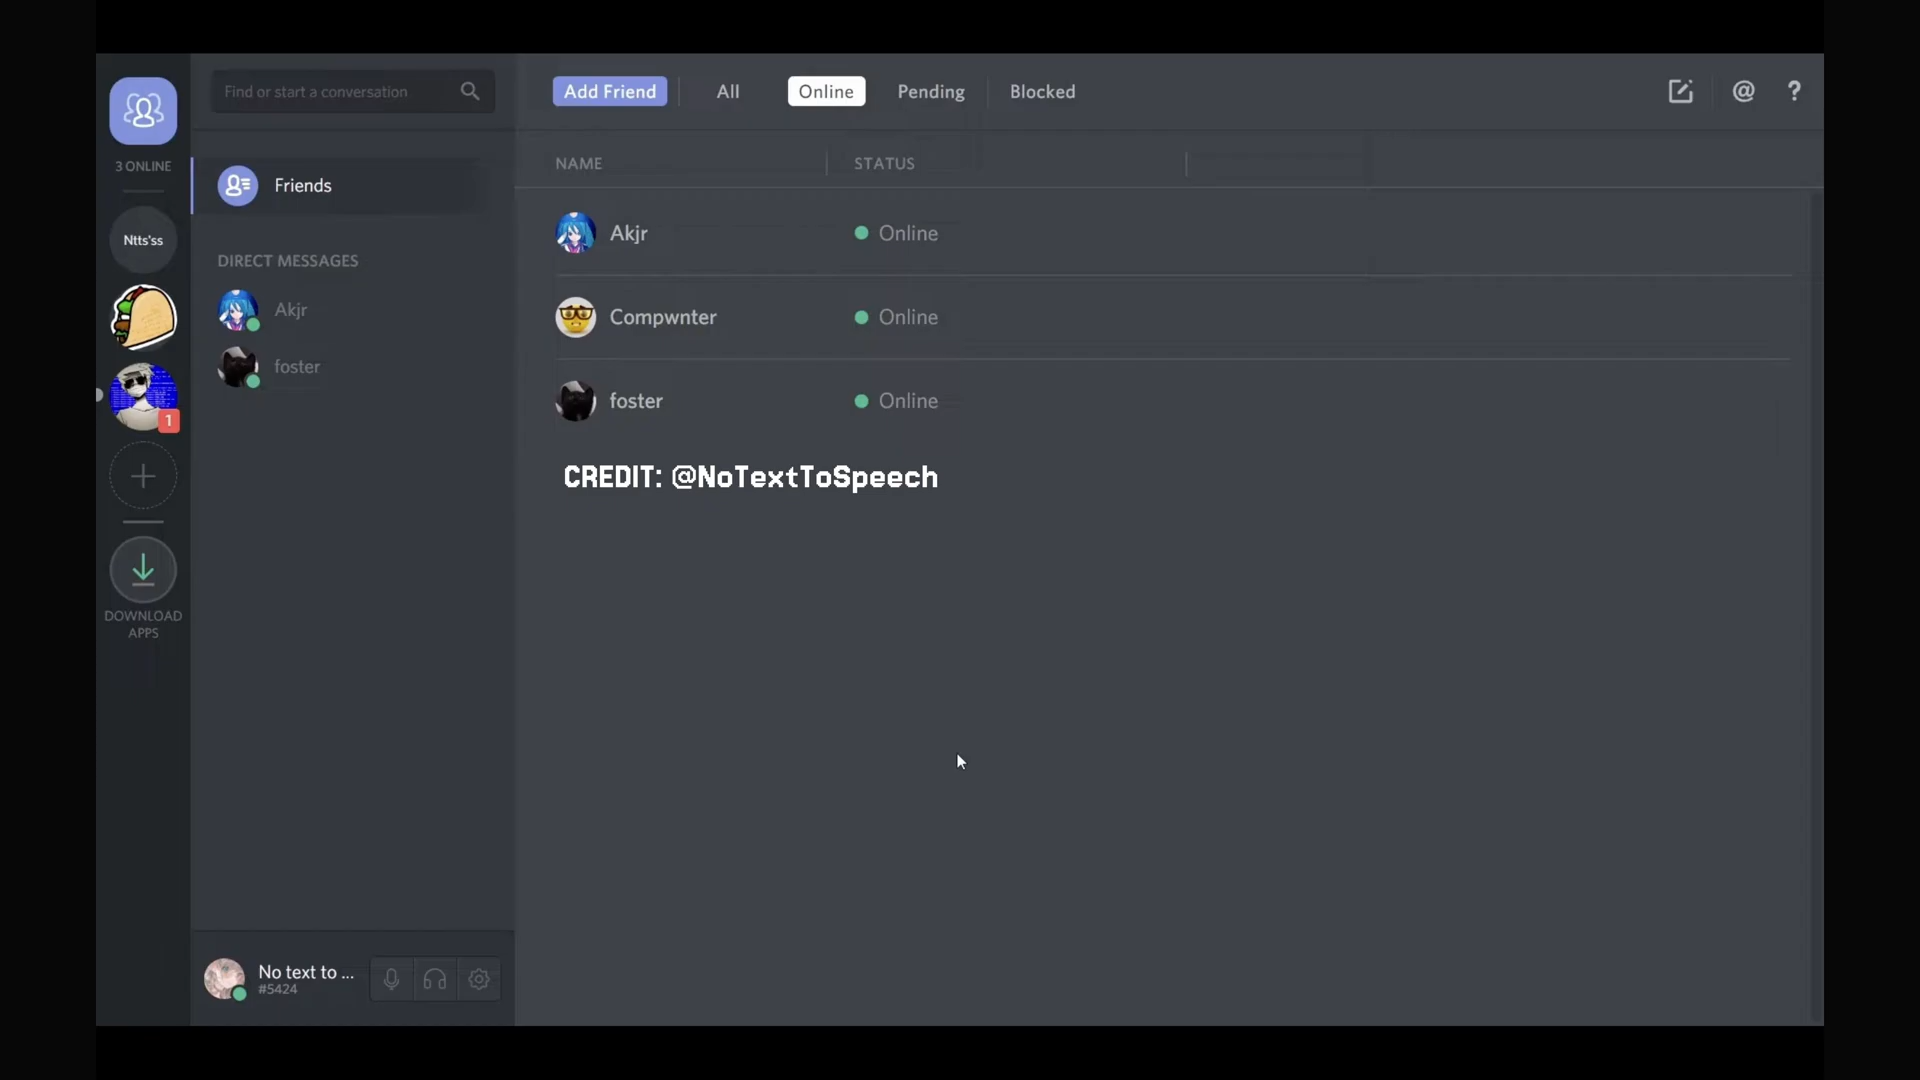 Find or start a conversation
Add Friend
All
Online
Pending
Blocked
@
?
3 ONLINE
Friends
NAME
STATUS
Ntts'ss
DIRECT MESSAGES
Akjr
foster
Akjr
Online
Compwnter
Online
foster
Online
CREDIT: @NoTextToSpeech
1
DOWNLOAD
APPS
No text to ...
#5424